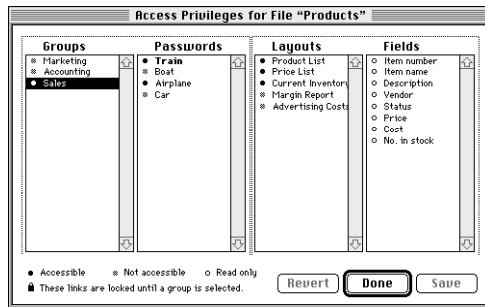 Access Privileges for File “Products”
Groups
Marketing
Accounting
Sales
Passwords
Train
Boat
Airplane
Car
Layouts
Product List
Price List
Current Inventory
Margin Report
Advertising Costs
Fields
Item number
Item name
Description
Vendor
Status
Price
Cost
No. in stock
Accessible Not accessible Read only
These links are locked until a group is selected.
Revert Done Save